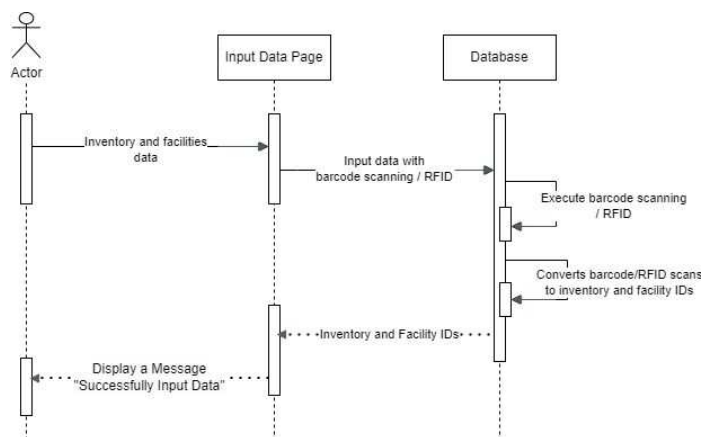 Actor
Input Data Page
Database
Inventory and facilities
data
Input data with
barcode scanning / RFID
Execute barcode scanning
/ RFID
Converts barcode/RFID scans
to inventory and facility IDs
Inventory and Facility IDs
Display a Message
"Successfully Input Data"